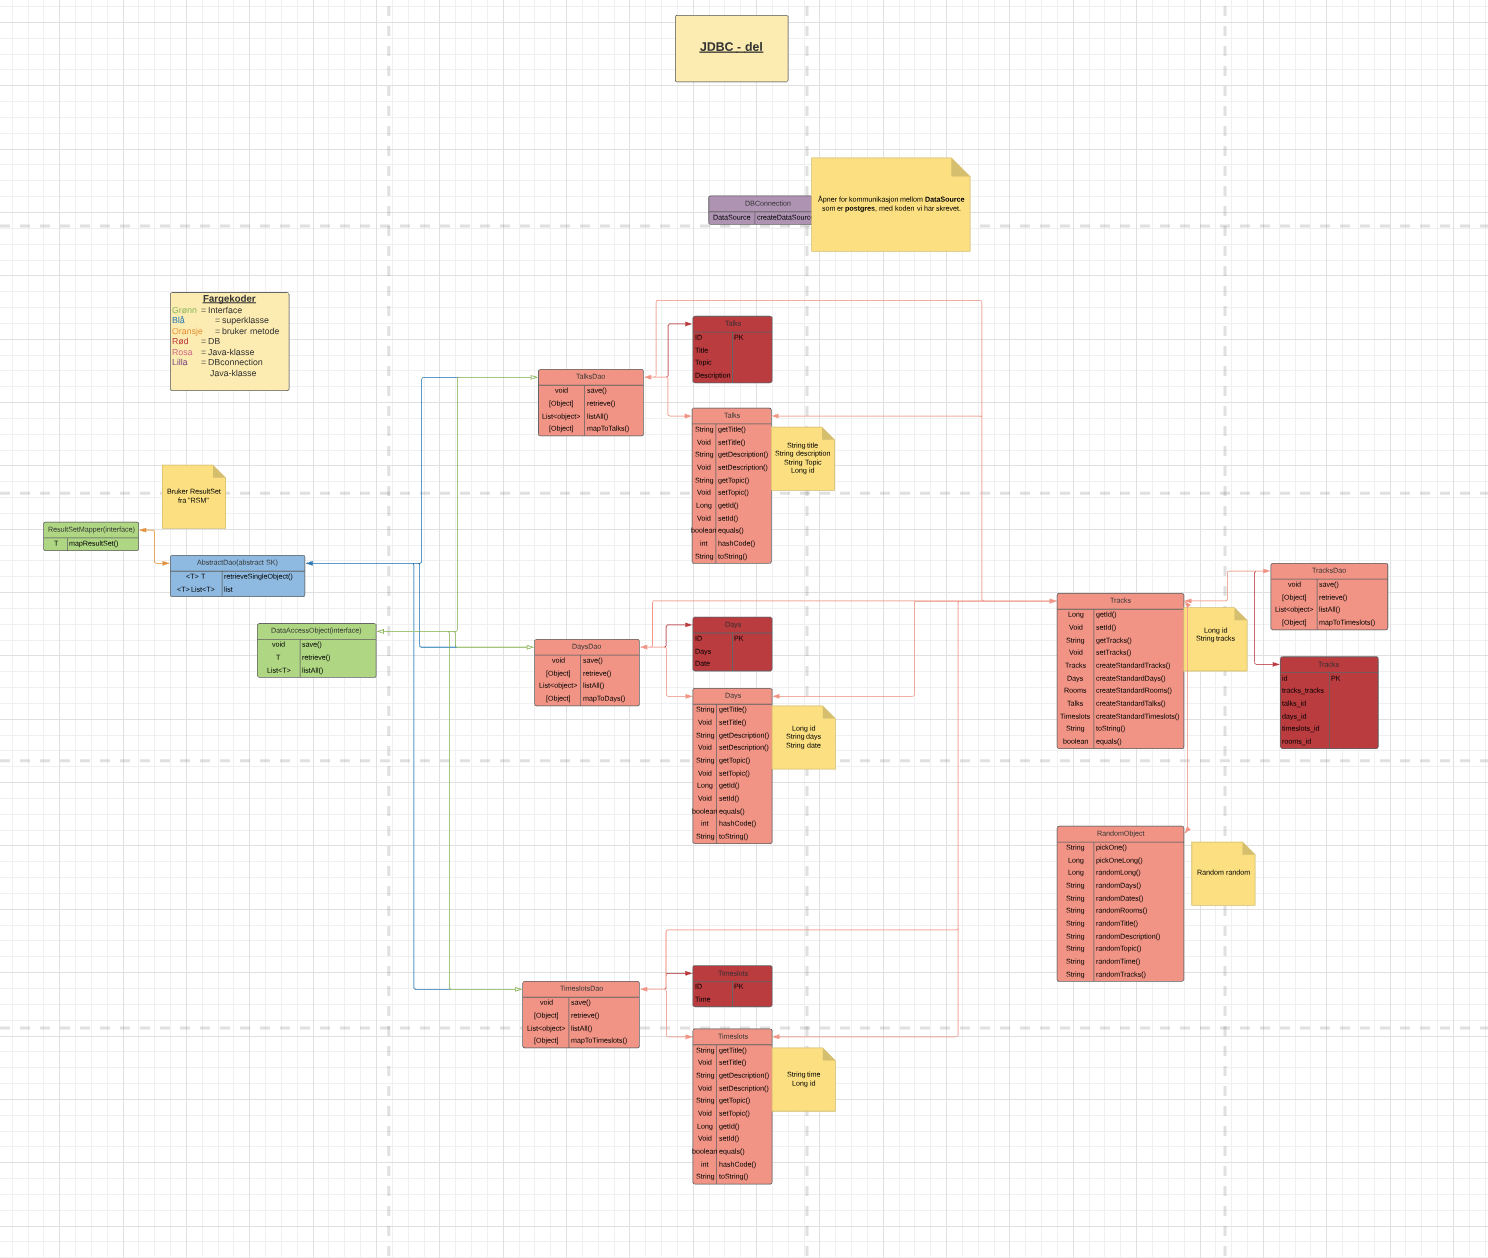 JDBC - del
DBConnection
DataSource createDataSourc
Åpner for kommunikasjon mellom DataSource
som er postgres, med koden vi har skrevet.
Fargekoder
Grønn = Interface
Blå = superklasse
Oransje = bruker metode
Rød = DB
Rosa = Java-klasse
Lilla = DBconnection
Java-klasse
Talks
ID PK
Title
Topic
Description
TalksDao
void save()
[Object] retrieve()
List<object> listAll()
[Object] mapToTalks()
Talks
String getTitle()
Void setTitle()
String getDescription()
Void setDescription()
String getTopic()
Void setTopic()
Long getId()
Void setId()
boolean equals()
int hashCode()
String toString()
String title
String description
String Topic
Long id
Bruker ResultSet
fra "RSM"
ResultSetMapper(interface)
T mapResultSet()
AbstractDao(abstract SK)
<T> T retrieveSingleObject()
<T> List<T> list
DataAccessObject(interface)
void save()
T retrieve()
List<T> listAll()
DaysDao
void save()
[Object] retrieve()
List<object> listAll()
[Object] mapToDays()
Days
ID PK
Days
Date
Days
String getTitle()
Void setTitle()
String getDescription()
Void setDescription()
String getTopic()
Void setTopic()
Long getId()
Void setId()
boolean equals()
int hashCode()
String toString()
Long id
String days
String date
Tracks
Long getId()
Void setId()
String getTracks()
Void setTracks()
Tracks createStandardTracks()
Days createStandardDays()
Rooms createStandardRooms()
Talks createStandardTalks()
Timeslots createStandardTimeslots()
String toString()
boolean equals()
Long id
String tracks
TracksDao
void save()
[Object] retrieve()
List<object> listAll()
[Object] mapToTimeslots()
Tracks
id PK
tracks_tracks
talks_id
days_id
timeslots_id
rooms_id
RandomObject
String pickOne()
Long pickOneLong()
Long randomLong()
String randomDays()
String randomDates()
String randomRooms()
String randomTitle()
String randomDescription()
String randomTopic()
String randomTime()
String randomTracks()
Random random
TimeslotsDao
void save()
[Object] retrieve()
List<object> listAll()
[Object] mapToTimeslots()
Timeslots
ID PK
Time
Timeslots
String getTitle()
Void setTitle()
String getDescription()
Void setDescription()
String getTopic()
Void setTopic()
Long getId()
Void setId()
boolean equals()
int hashCode()
String toString()
String time
Long id